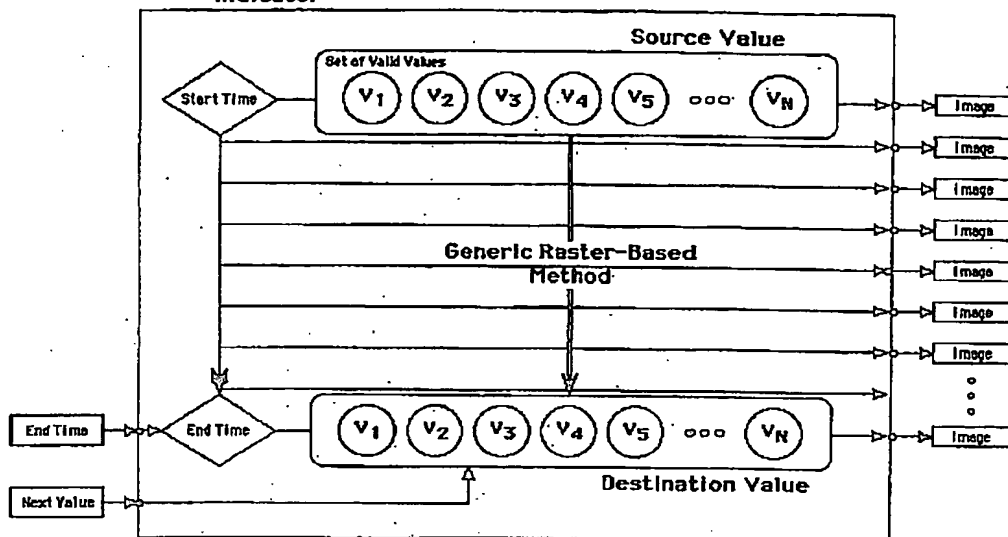 Source Value
Set of Valid Values
Start Time
V1 V2 V3 V4 V5 ooo VN
Image
Image
Image
Image
Generic Raster-Based
Method
Image
Image
Image
End Time
End Time
V1 V2 V3 V4 V5 ooo VN
Image
Destination Value
Next Value